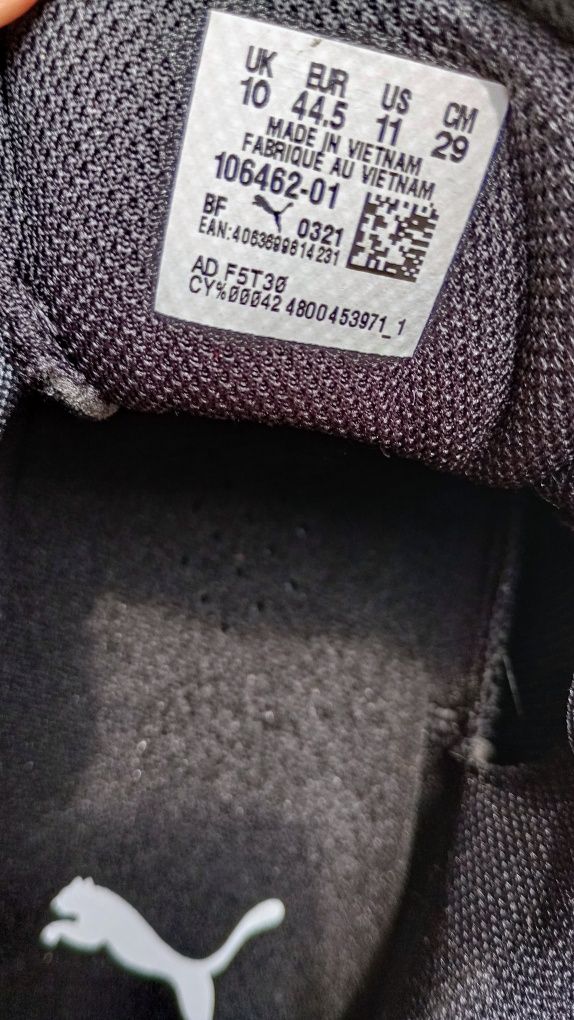 UK EUR US CM
10 44.5 11 29
MADE IN VIETNAM
FABRIQUE AU VIETNAM
106462-01
BF 0321
EAN:4063699614231
AD F5T30
CY%00042 4800453971_1